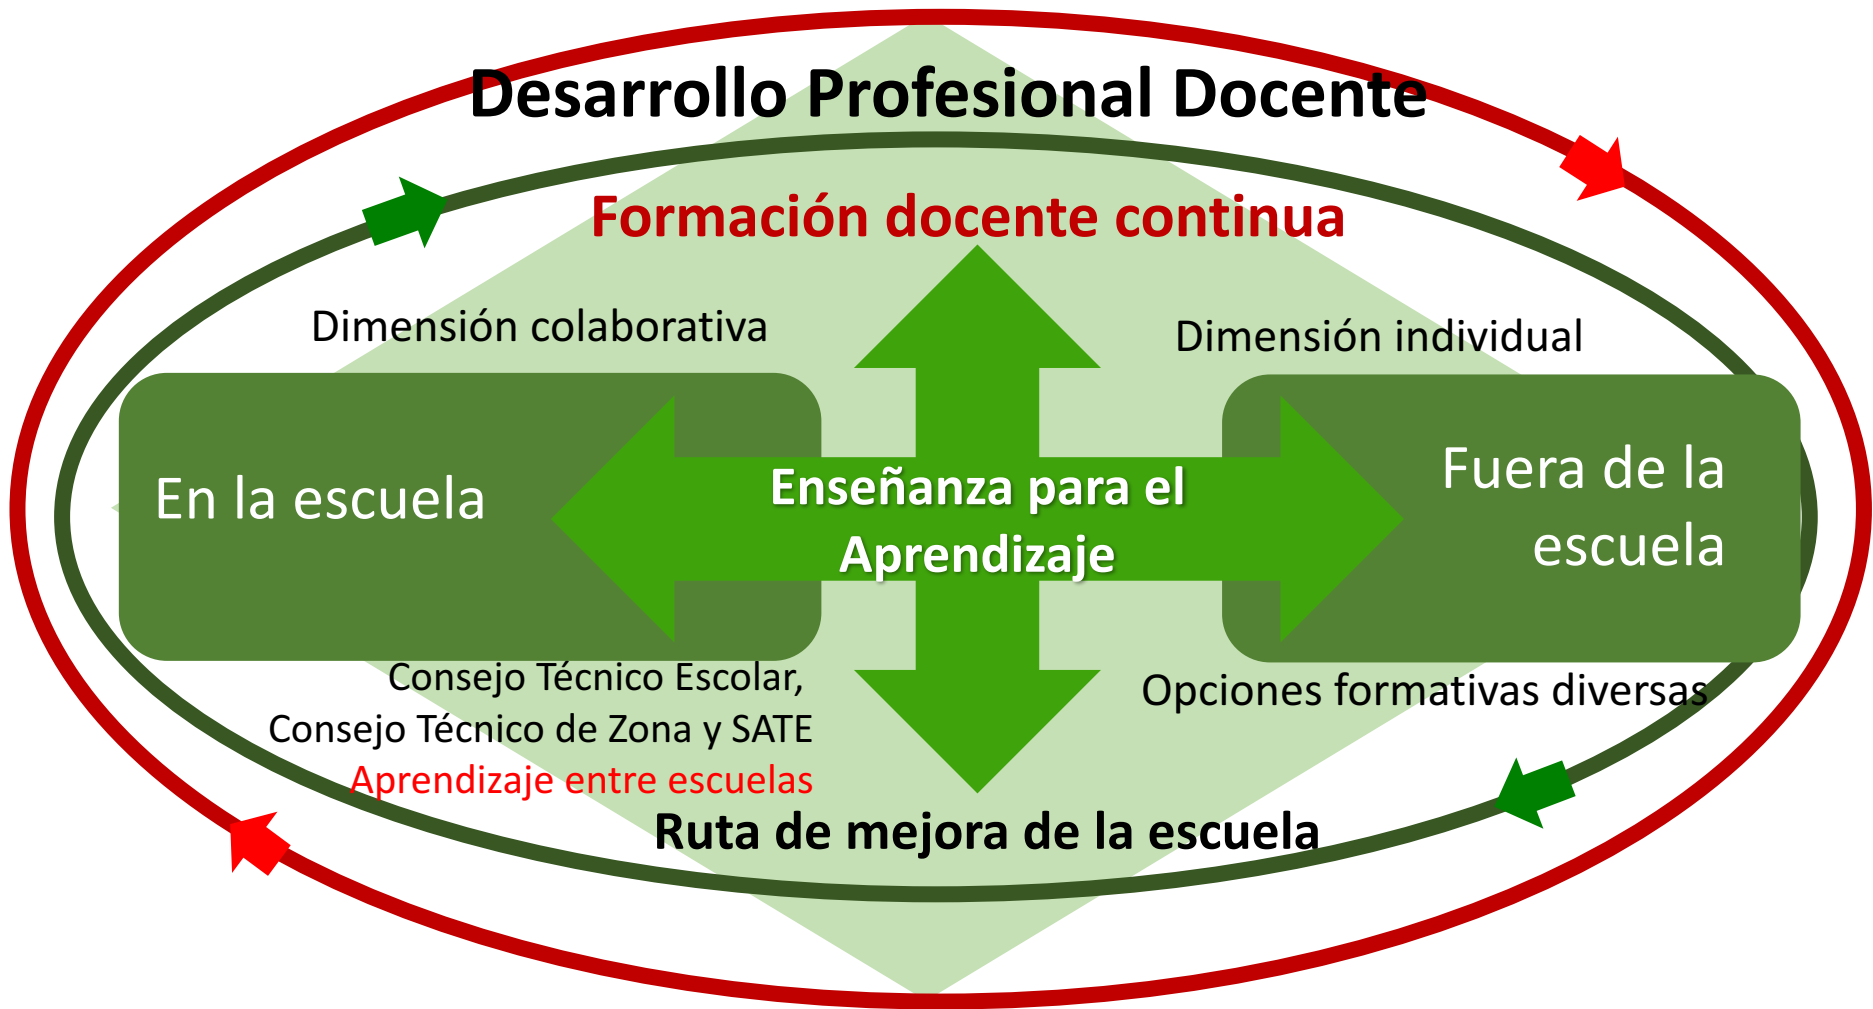 Desarrollo Profesional Docente
Formación docente continua
Dimensión colaborativa
Dimensión individual
En la escuela
Enseñanza para el
Aprendizaje
Fuera de la
escuela
Consejo Técnico Escolar,
Consejo Técnico de Zona y SATE
Aprendizaje entre escuelas
Opciones formativas diversas
Ruta de mejora de la escuela